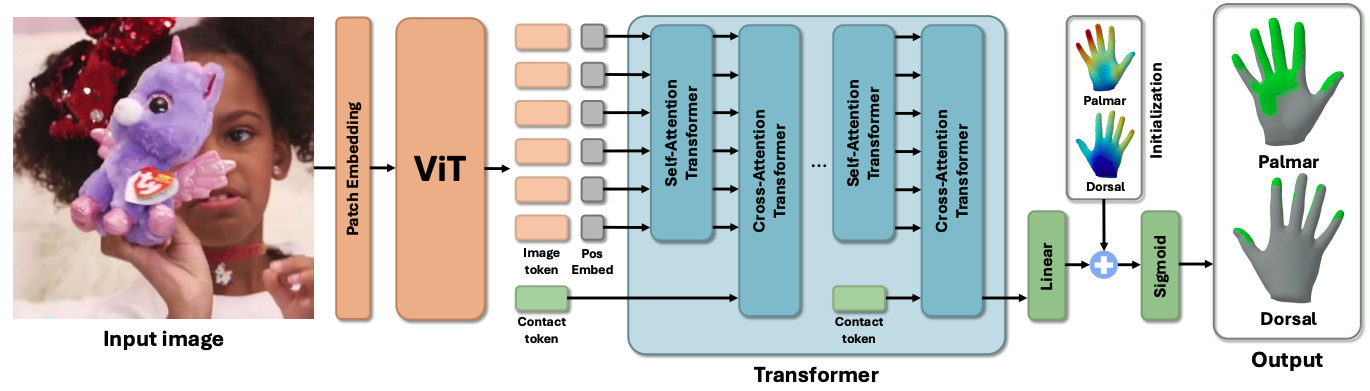 Input image
Patch Embedding
ViT
Image
token
Pos
Embed
Contact
token
Self-Attention
Transformer
Cross-Attention
Transformer
...
Self-Attention
Transformer
Cross-Attention
Transformer
Contact
token
Transformer
Linear
Palmar
Dorsal
Initialization
Sigmoid
Palmar
Dorsal
Output
ty